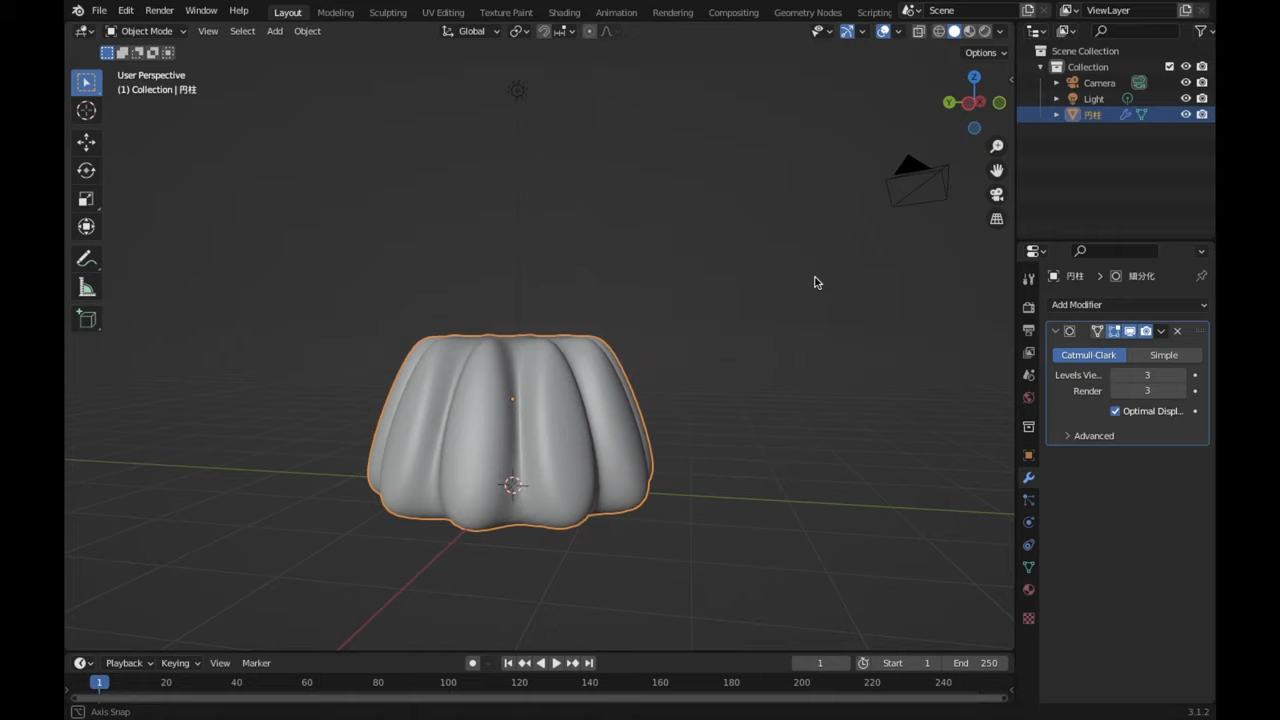 File Edit Render Window Help
Layout Modeling Sculpting UV Editing Texture Paint Shading Animation Rendering Compositing Geometry Nodes Scripting
Scene
ViewLayer
Object Mode View Select Add Object
Global
Options
User Perspective
(1) Collection | 円柱
Z
Y
X
Scene Collection
Collection
Camera
Light
円柱
円柱 > 細分化
Add Modifier
Catmull-Clark Simple
Levels Vie... 3
Render 3
Optimal Displ...
Advanced
Playback Keying View Marker
1
Start 1
End 250
1 20 40 60 80 100 120 140 160 180 200 220 240
Axis Snap
3.1.2